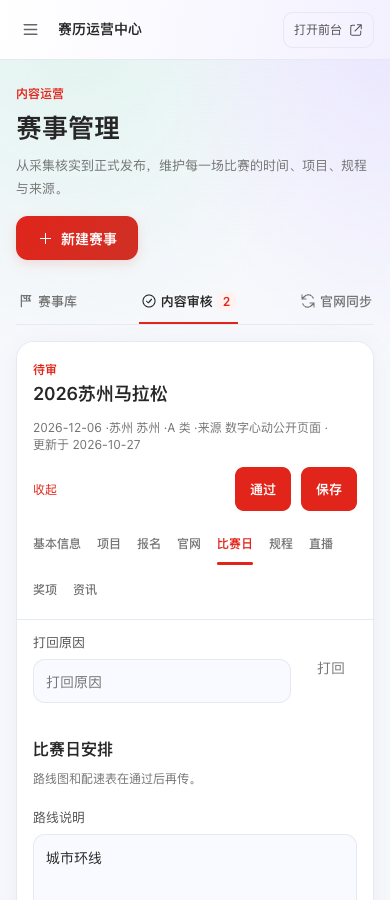 赛历运营中心
打开前台
内容运营
赛事管理
从采集核实到正式发布，维护每一场比赛的时间、项目、规程
与来源。
新建赛事
赛事库
内容审核 2
官网同步
待审
2026苏州马拉松
2026-12-06 ·苏州 苏州 ·A 类 ·来源 数字心动公开页面 ·
更新于 2026-10-27
收起
通过
保存
基本信息 项目 报名 官网 比赛日 规程 直播
奖项 资讯
打回原因
打回原因
打回
比赛日安排
路线图和配速表在通过后再传。
路线说明
城市环线